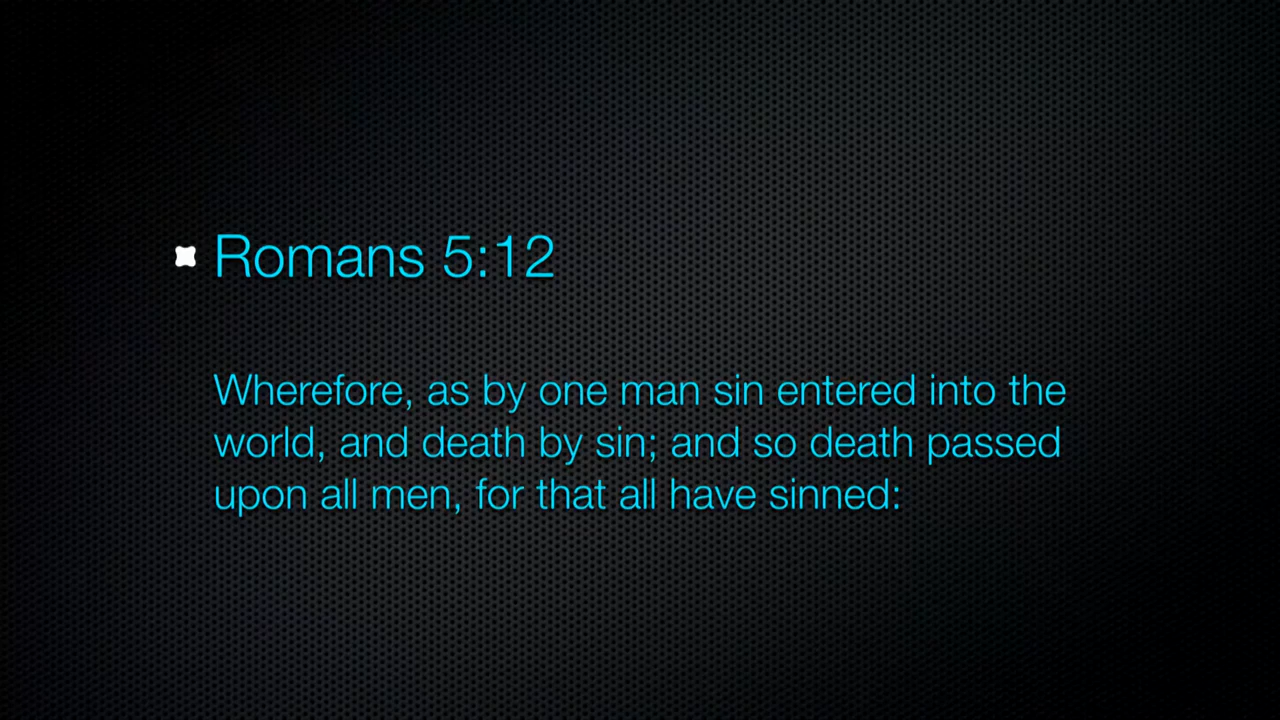 Romans 5:12
Wherefore, as by one man sin entered into the
world, and death by sin; and so death passed
upon all men, for that all have sinned: